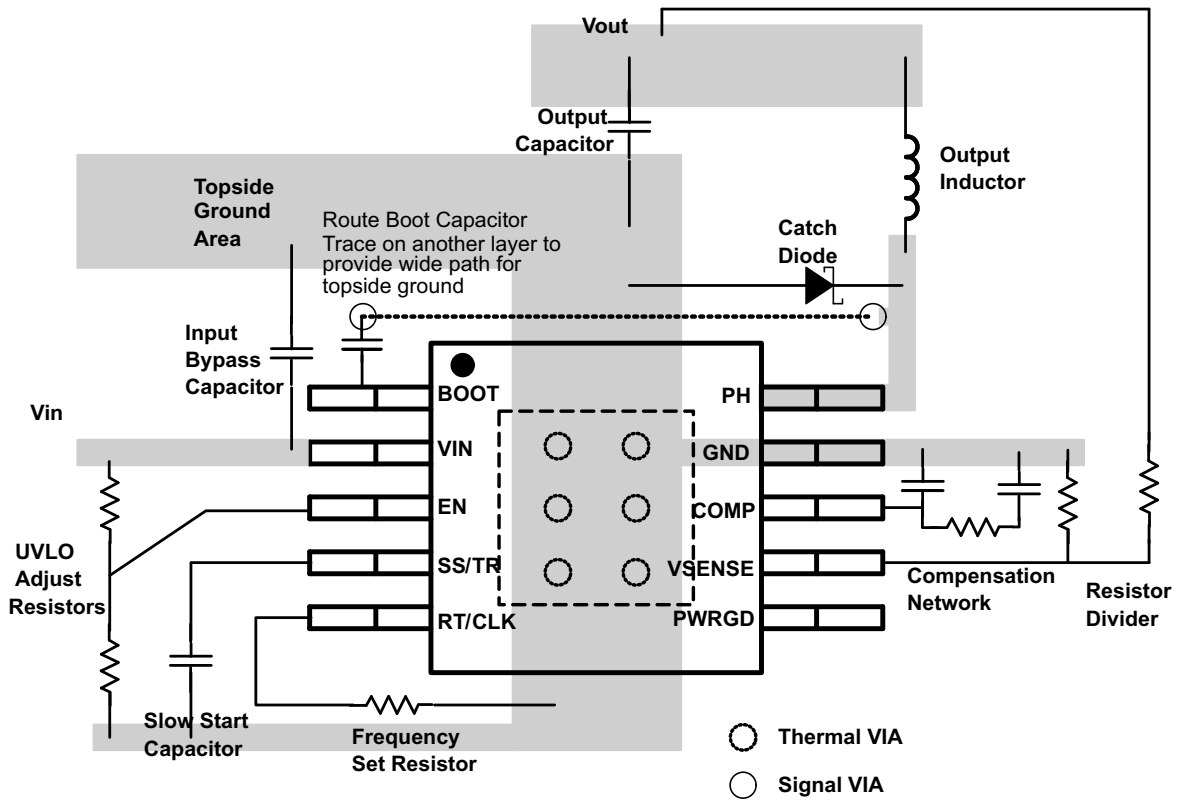 Vout
Output
Capacitor
Output
Inductor
Topside
Ground
Area
Route Boot Capacitor
Trace on another layer to
provide wide path for
topside ground
Catch
Diode
Input
Bypass
Capacitor
Vin
BOOT
VIN
EN
SS/TR
RT/CLK
PH
GND
COMP
VSENSE
PWRGD
UVLO
Adjust
Resistors
Compensation
Network
Resistor
Divider
Slow Start
Capacitor
Frequency
Set Resistor
Thermal VIA
Signal VIA